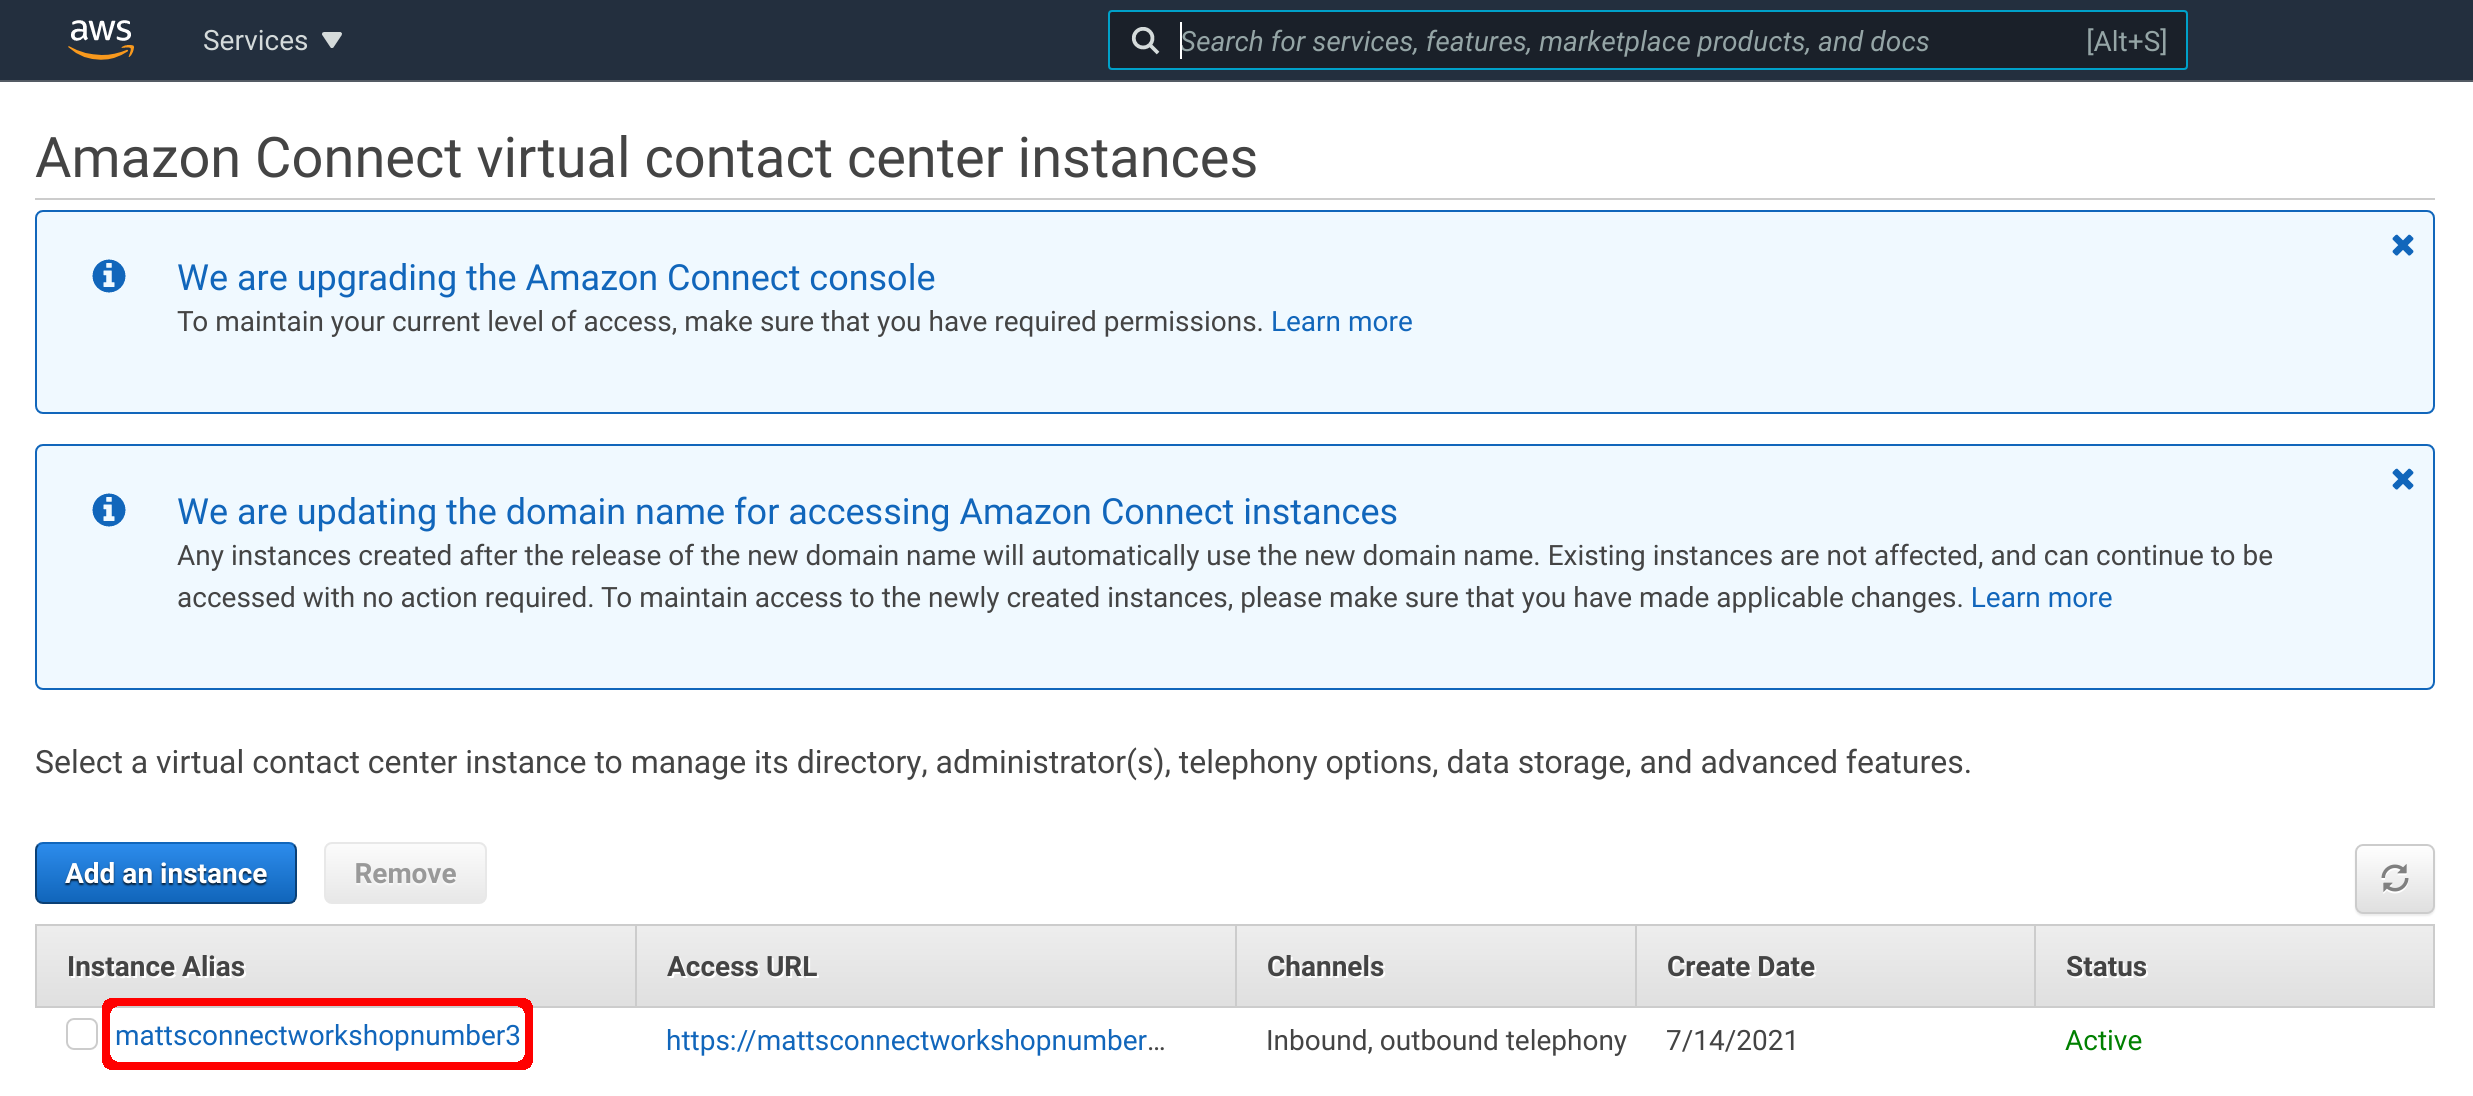 aws Services Search for services, features, marketplace products, and docs [Alt+S]
Amazon Connect virtual contact center instances
We are upgrading the Amazon Connect console
To maintain your current level of access, make sure that you have required permissions. Learn more
We are updating the domain name for accessing Amazon Connect instances
Any instances created after the release of the new domain name will automatically use the new domain name. Existing instances are not affected, and can continue to be
accessed with no action required. To maintain access to the newly created instances, please make sure that you have made applicable changes. Learn more
Select a virtual contact center instance to manage its directory, administrator(s), telephony options, data storage, and advanced features.
Add an instance Remove
Instance Alias Access URL Channels Create Date Status
mattsconnectworkshopnumber3 https://mattsconnectworkshopnumber... Inbound, outbound telephony 7/14/2021 Active